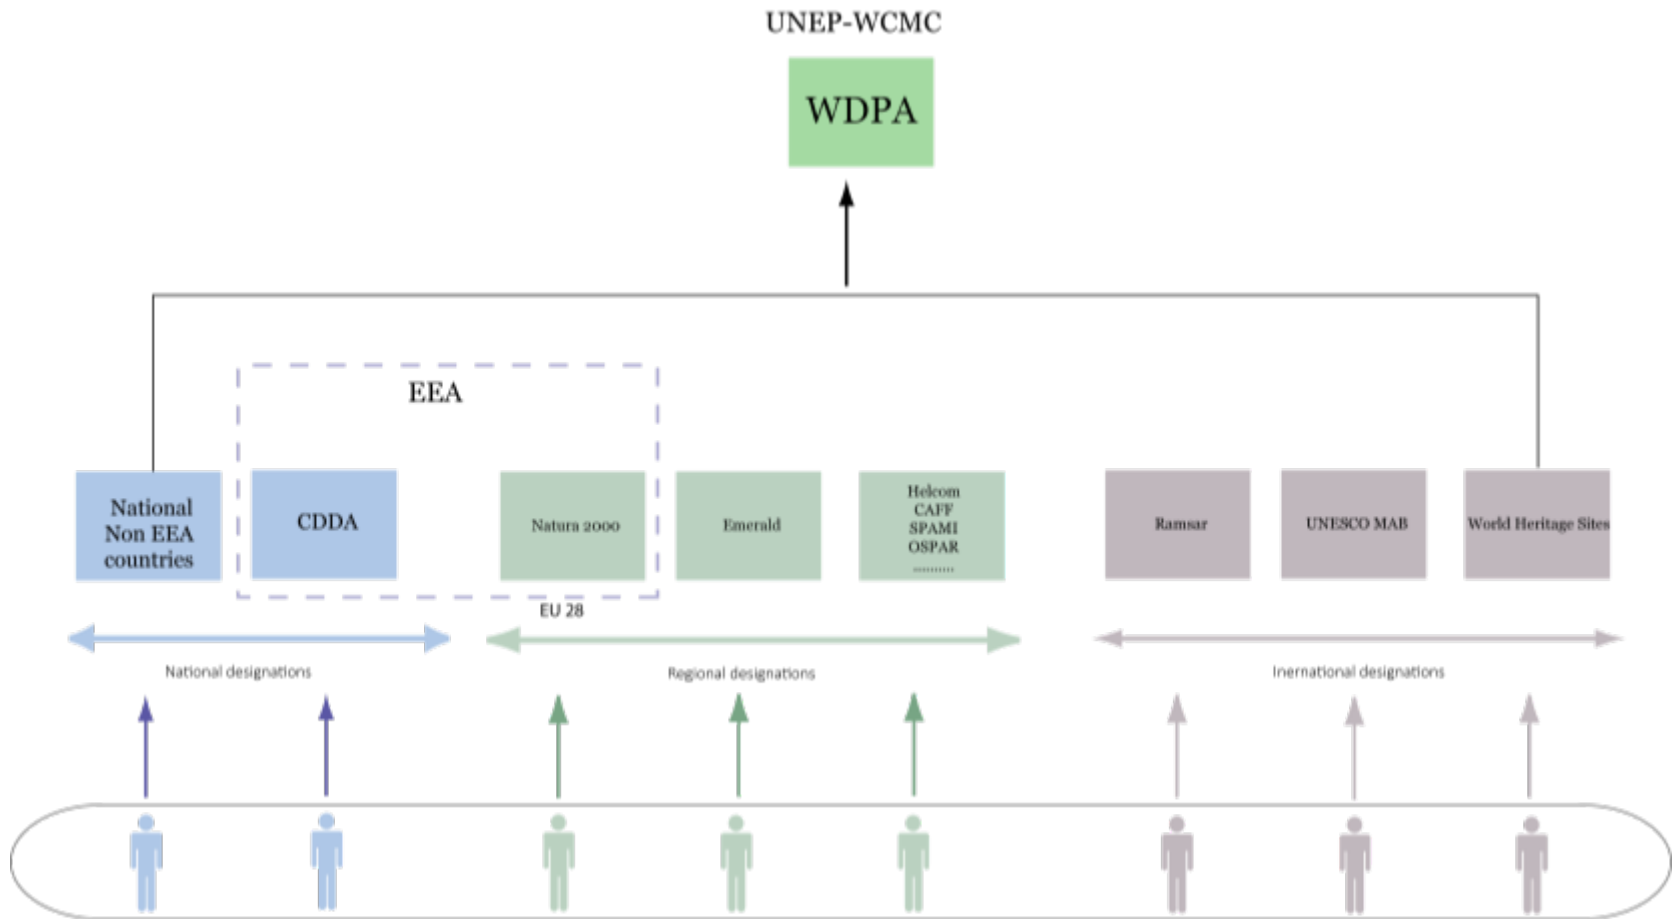 UNEP-WCMC
WDPA
EEA
National
Non EEA
countries
CDDA
Natura 2000
Emerald
Helcom
CAFF
SPAMI
OSPAR
..........
Ramsar
UNESCO MAB
World Heritage Sites
EU 28
National designations
Regional designations
Inernational designations